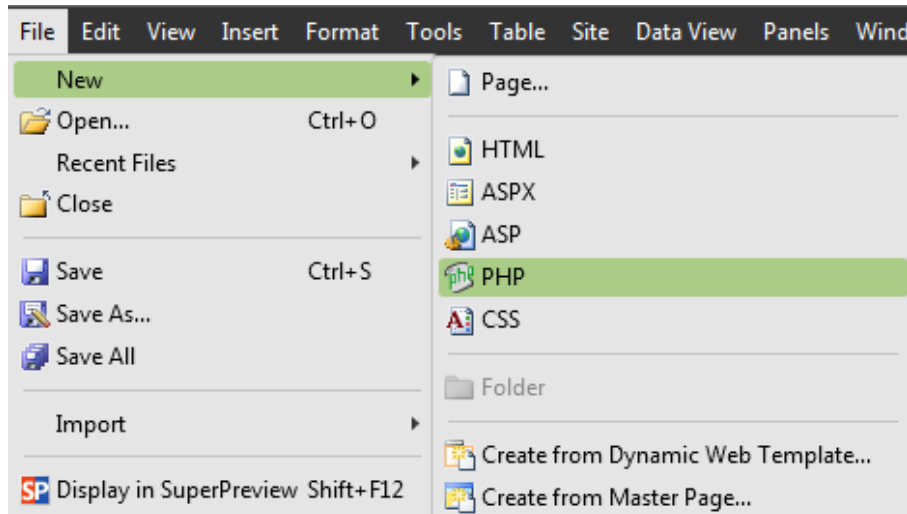 File Edit View Insert Format Tools Table Site Data View Panels Wind
New
Open... Ctrl+O
Recent Files
Close
Save Ctrl+S
Save As...
Save All
Import
SP Display in SuperPreview Shift+F12
Page...
HTML
ASPX
ASP
php PHP
A CSS
Folder
Create from Dynamic Web Template...
Create from Master Page...